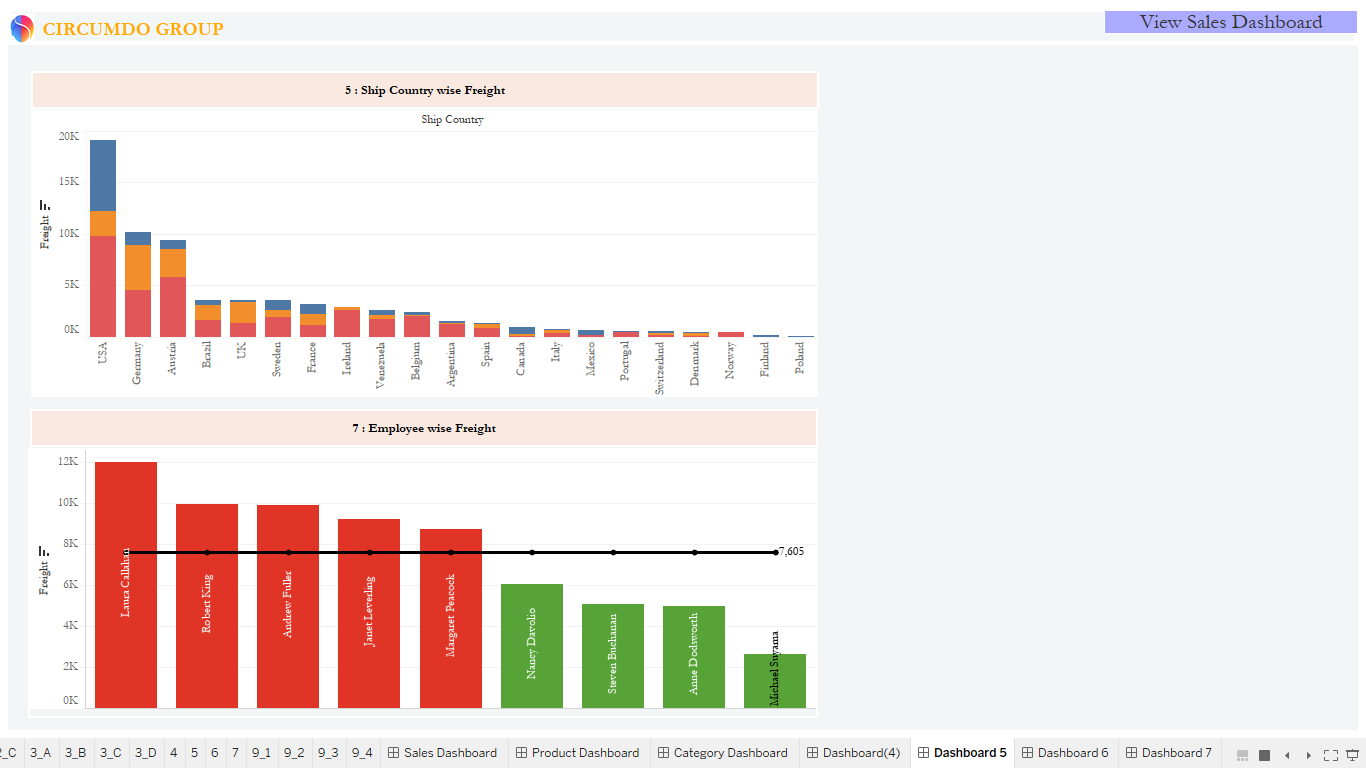 CIRCUMDO GROUP
View Sales Dashboard
5 : Ship Country wise Freight
Ship Country
20K
15K
10K
5K
0K
Freight
USA
Germany
Austria
Brazil
UK
Sweden
France
Ireland
Venezuela
Belgium
Argentina
Spain
Canada
Italy
Mexico
Portugal
Switzerland
Denmark
Norway
Finland
Poland
7 : Employee wise Freight
12K
10K
8K
6K
4K
2K
0K
Freight
Laura Callahan
Robert King
Andrew Fuller
Janet Leverling
Margaret Peacock
Nancy Davolio
Steven Buchanan
Anne Dodsworth
Michael Suyama
7,605
2_C 3_A 3_B 3_C 3_D 4 5 6 7 9_1 9_2 9_3 9_4 Sales Dashboard Product Dashboard Category Dashboard Dashboard(4) Dashboard 5 Dashboard 6 Dashboard 7